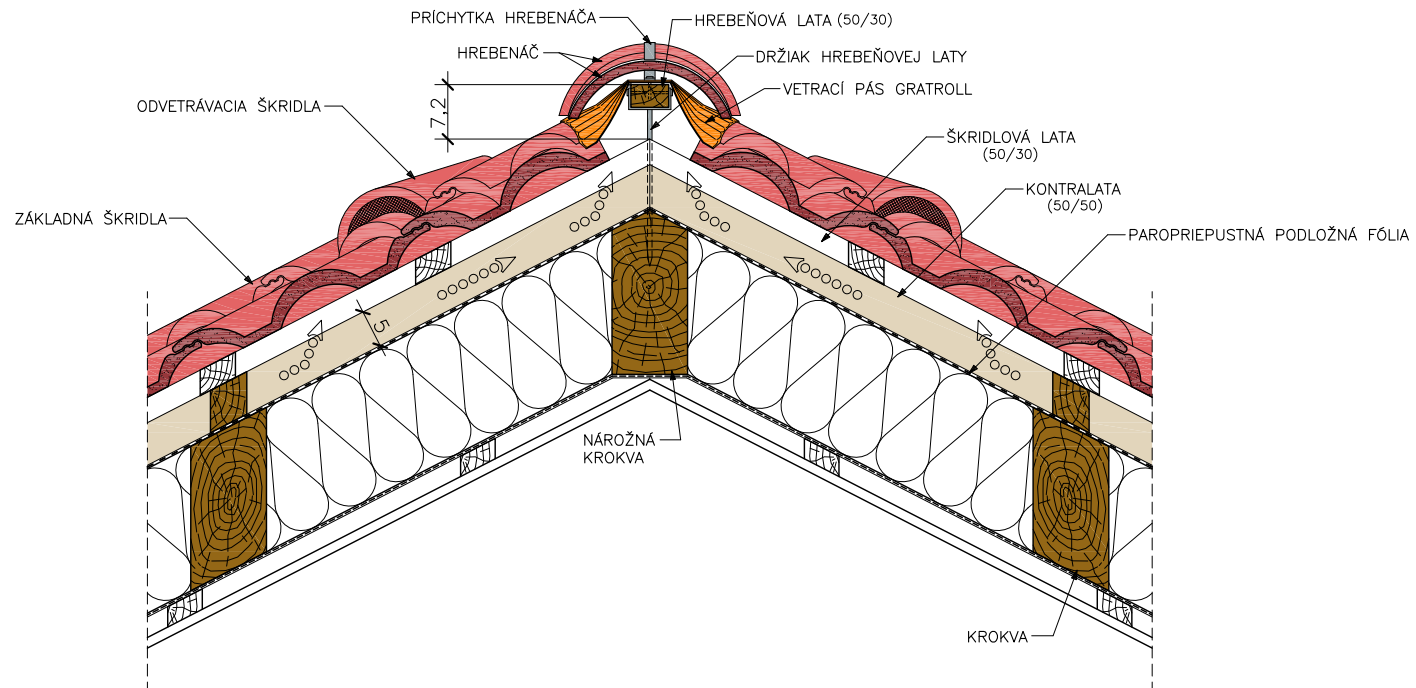 PRÍCHYTKA HREBENÁČA
HREBEŇOVÁ LATA (50/30)
HREBENÁČ
DRŽIAK HREBEŇOVEJ LATY
VETRACÍ PÁS GRATROLL
7,2
ODVETRÁVACIA ŠKRIDLA
ŠKRIDLOVÁ LATA
(50/30)
KONTRALATA
(50/50)
ZÁKLADNÁ ŠKRIDLA
PAROPRIEPUSTNÁ PODLOŽNÁ FÓLIA
5
NÁROŽNÁ
KROKVA
KROKVA